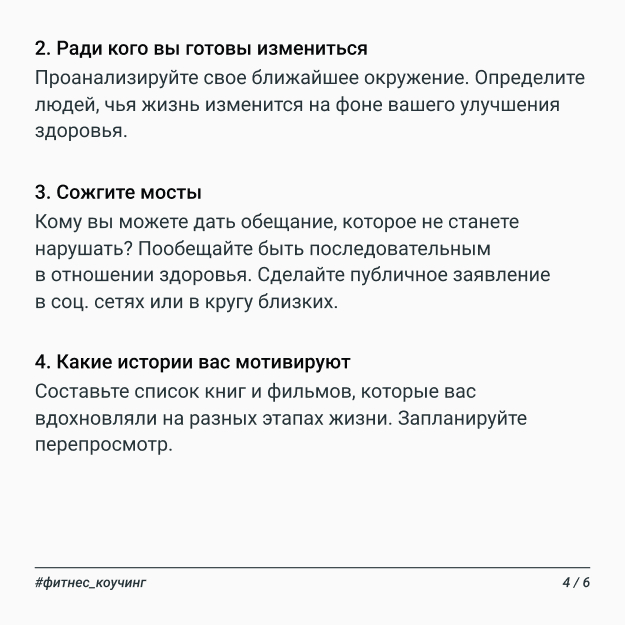 2. Ради кого вы готовы измениться
Проанализируйте свое ближайшее окружение. Определите
людей, чья жизнь изменится на фоне вашего улучшения
здоровья.
3. Сожгите мосты
Кому вы можете дать обещание, которое не станете
нарушать? Пообещайте быть последовательным
в отношении здоровья. Сделайте публичное заявление
в соц. сетях или в кругу близких.
4. Какие истории вас мотивируют
Составьте список книг и фильмов, которые вас
вдохновляли на разных этапах жизни. Запланируйте
перепросмотр.
#фитнес_коучинг 4 / 6